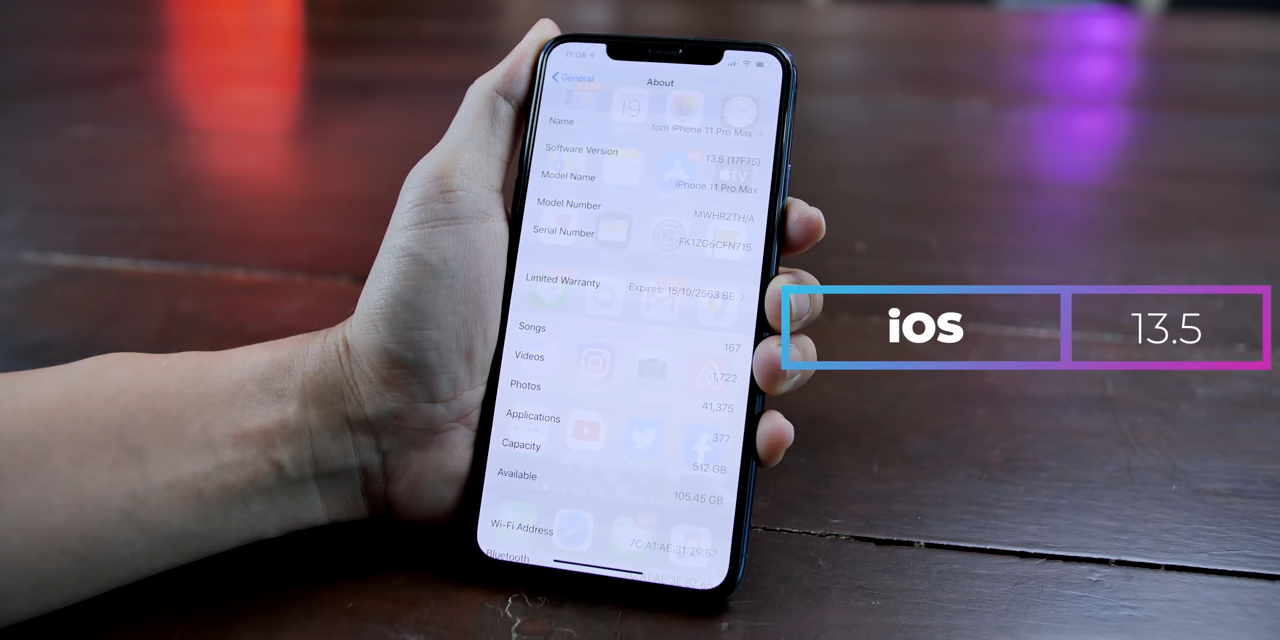 11:08
General
About
19
Name .tom iPhone 11 Pro Max
Software Version 13.5 (17F75)
tv
Model Name iPhone 11 Pro Max
Model Number MWHR2TH/A
Serial Number FK1ZG6CFN715
Limited Warranty Expires: 15/10/2563 BE
Songs 167
Videos 1,722
Photos 41,375
Applications 377
Capacity 512 GB
Available 105.45 GB
Wi-Fi Address 7C:A1:AE:31:29:57
Bluetooth
iOS 13.5